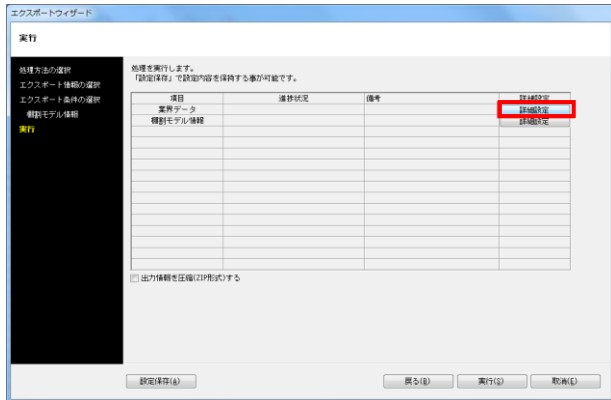 エクスポートウィザード
実行
処理方法の選択
エクスポート情報の選択
エクスポート条件の選択
棚割モデル情報
実行
処理を実行します。
「設定保存」で設定内容を保持する事が可能です。
項目 進捗状況 備考 詳細設定
業界データ 詳細設定
棚割モデル情報 詳細設定
出力情報を圧縮(ZIP形式)する
設定保存(A) 戻る(B) 実行(S) 取消(E)